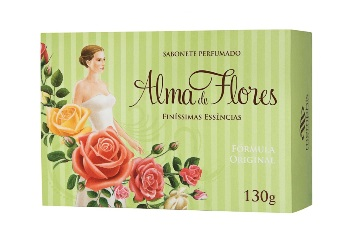 SABONETE PERFUMADO
Alma de Flores
FINÍSSIMAS ESSÊNCIAS
FÓRMULA
ORIGINAL
130g